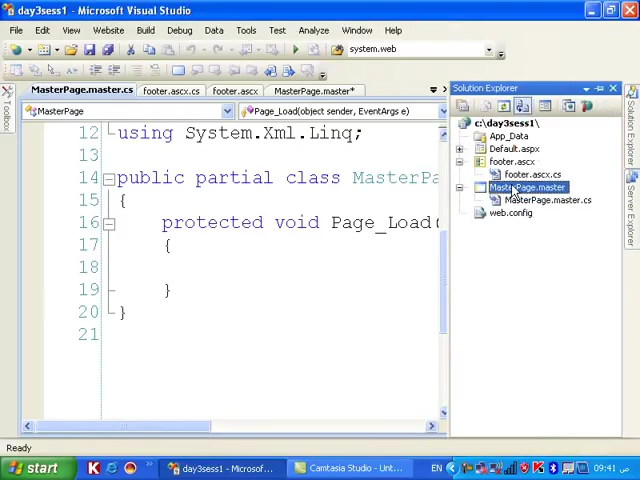 day3sess1 - Microsoft Visual Studio
File Edit View Website Build Debug Data Tools Test Analyze Window Help
system.web
MasterPage.master.cs footer.ascx.cs footer.ascx MasterPage.master*
MasterPage Page_Load(object sender, EventArgs e)
12 using System.Xml.Linq;
13
14 public partial class MasterPa
15 {
16 protected void Page_Load(
17 {
18
19 }
20 }
21
Toolbox
Solution Explorer
c:\day3sess1\
App_Data
Default.aspx
footer.ascx
footer.ascx.cs
MasterPage.master
MasterPage.master.cs
web.config
Solution Explorer
Server Explorer
Ready
start
day3sess1 - Microsof...
Camtasia Studio - Unt...
EN
09:41 ص